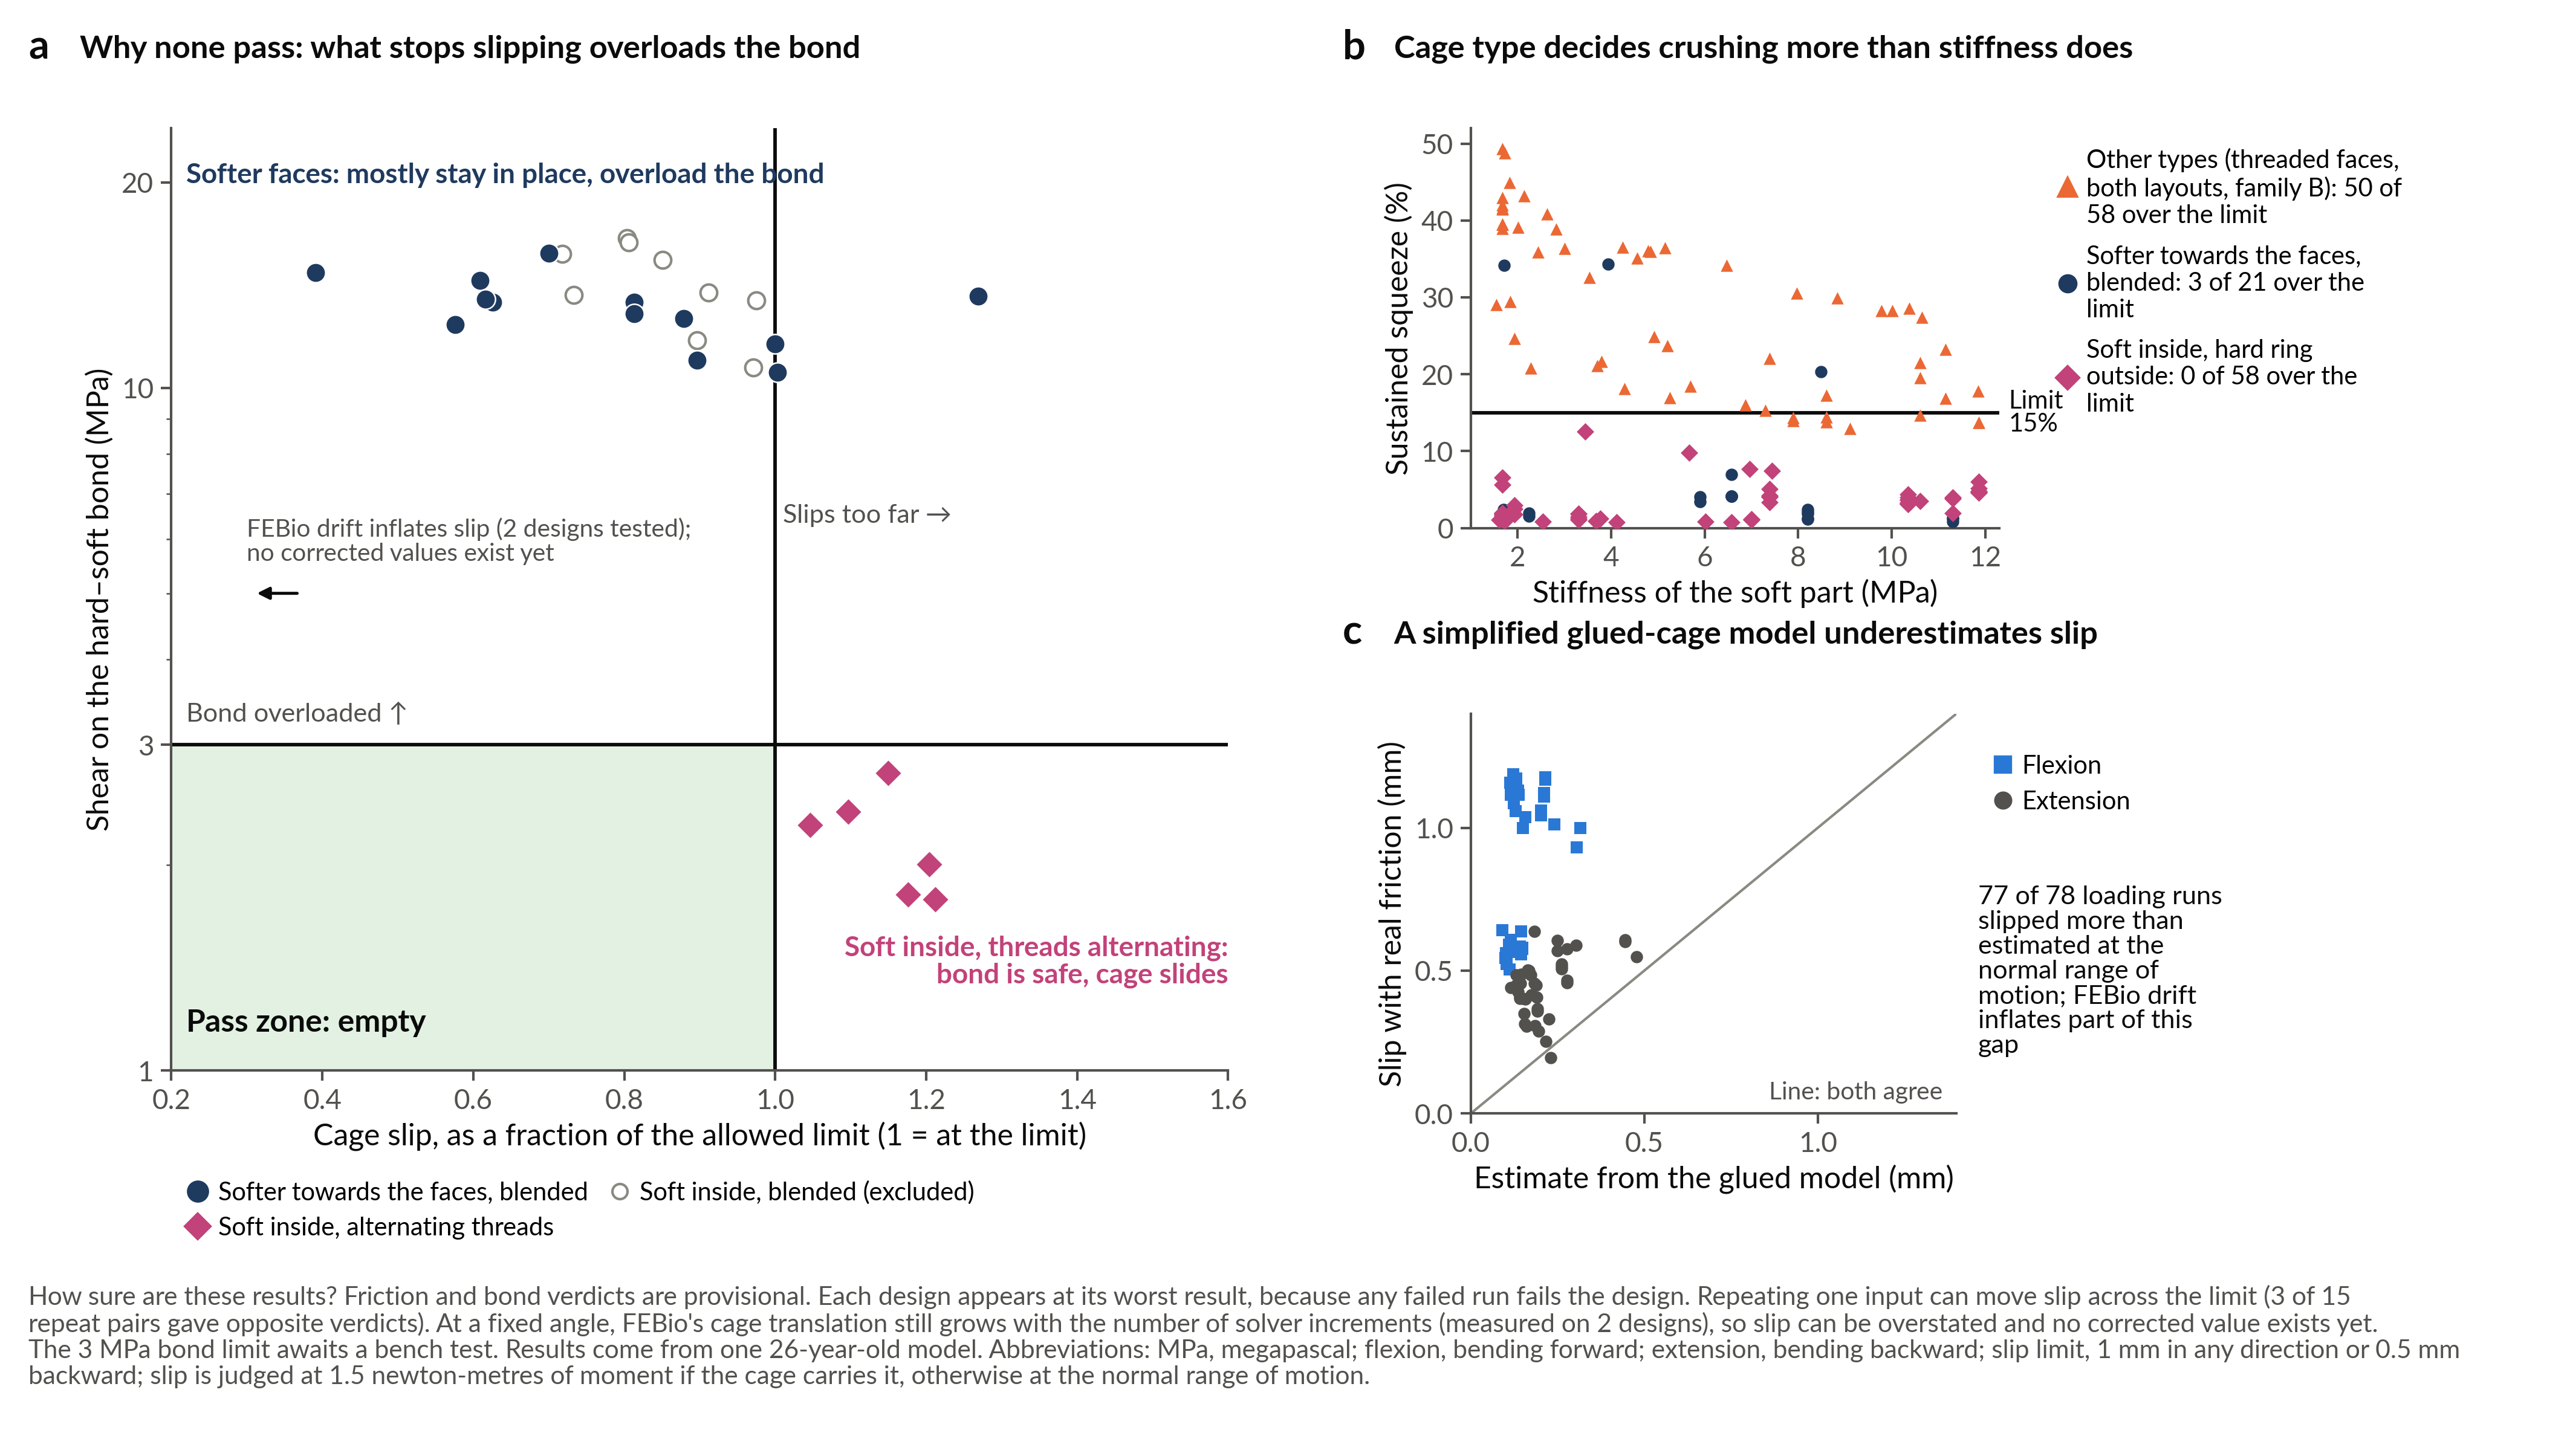 a Why none pass: what stops slipping overloads the bond
Shear on the hard–soft bond (MPa)
20
10
3
1
Softer faces: mostly stay in place, overload the bond
Slips too far →
FEBio drift inflates slip (2 designs tested);
no corrected values exist yet
Bond overloaded ↑
Soft inside, threads alternating:
bond is safe, cage slides
Pass zone: empty
0.2 0.4 0.6 0.8 1.0 1.2 1.4 1.6
Cage slip, as a fraction of the allowed limit (1 = at the limit)
Softer towards the faces, blended
Soft inside, blended (excluded)
Soft inside, alternating threads
b Cage type decides crushing more than stiffness does
Sustained squeeze (%)
50
40
30
20
10
0
2 4 6 8 10 12
Stiffness of the soft part (MPa)
Limit
15%
Other types (threaded faces,
both layouts, family B): 50 of
58 over the limit
Softer towards the faces,
blended: 3 of 21 over the
limit
Soft inside, hard ring
outside: 0 of 58 over the
limit
c A simplified glued-cage model underestimates slip
Slip with real friction (mm)
1.0
0.5
0.0
0.0 0.5 1.0
Estimate from the glued model (mm)
Line: both agree
Flexion
Extension
77 of 78 loading runs
slipped more than
estimated at the
normal range of
motion; FEBio drift
inflates part of this
gap
How sure are these results? Friction and bond verdicts are provisional. Each design appears at its worst result, because any failed run fails the design. Repeating one input can move slip across the limit (3 of 15
repeat pairs gave opposite verdicts). At a fixed angle, FEBio's cage translation still grows with the number of solver increments (measured on 2 designs), so slip can be overstated and no corrected value exists yet.
The 3 MPa bond limit awaits a bench test. Results come from one 26-year-old model. Abbreviations: MPa, megapascal; flexion, bending forward; extension, bending backward; slip limit, 1 mm in any direction or 0.5 mm
backward; slip is judged at 1.5 newton-metres of moment if the cage carries it, otherwise at the normal range of motion.